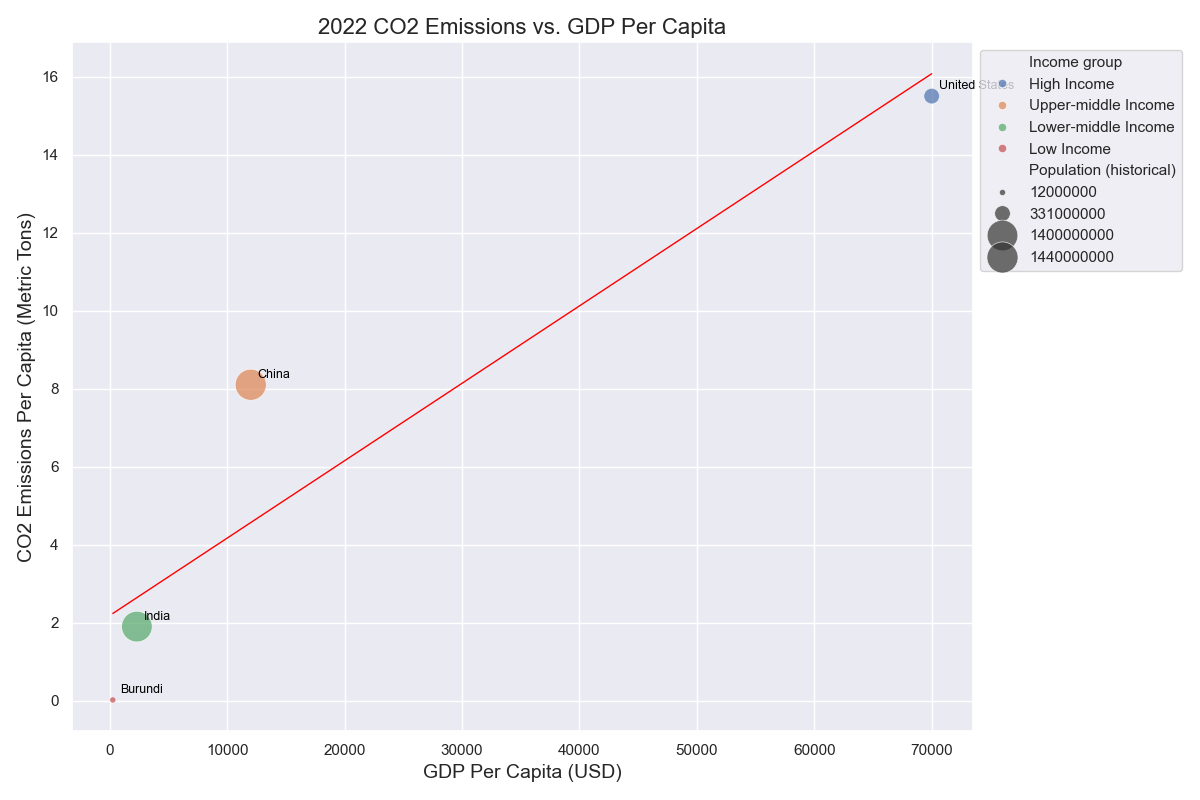 2022 CO2 Emissions vs. GDP Per Capita
CO2 Emissions Per Capita (Metric Tons)
16
14
12
10
8
6
4
2
0
United States
China
India
Burundi
0
10000
20000
30000
40000
50000
60000
70000
GDP Per Capita (USD)
Income group
High Income
Upper-middle Income
Lower-middle Income
Low Income
Population (historical)
12000000
331000000
1400000000
1440000000